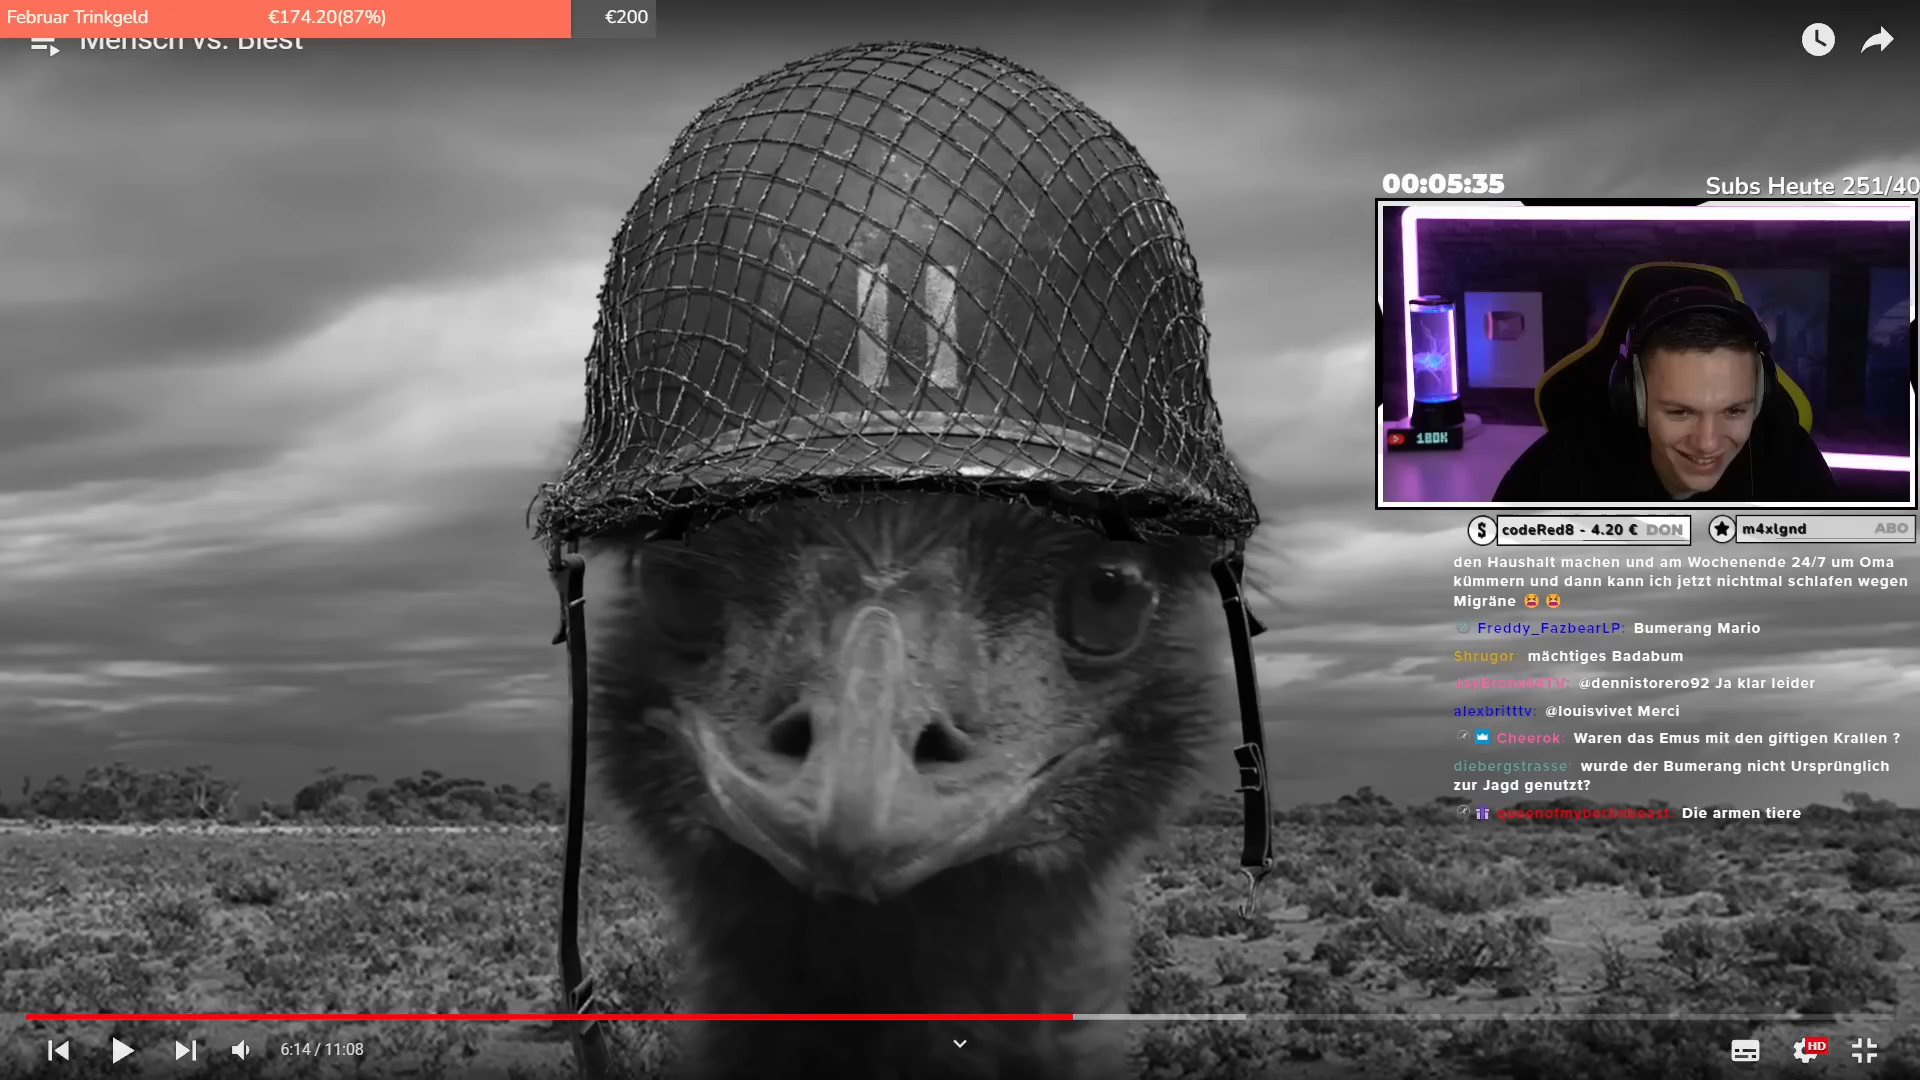 Februar Trinkgeld €174.20(87%) €200
Mensch vs. Biest
00:05:35 Subs Heute 251/40
180K
codeRed8 - 4.20 € DON m4xlgnd ABO
den Haushalt machen und am Wochenende 24/7 um Oma
kümmern und dann kann ich jetzt nichtmal schlafen wegen
Migräne
Freddy_FazbearLP: Bumerang Mario
Shrugor: mächtiges Badabum
@dennistorero92 Ja klar leider
alexbritttv: @louisvivet Merci
Cheerok: Waren das Emus mit den giftigen Krallen ?
diebergstrasse: wurde der Bumerang nicht Ursprünglich
zur Jagd genutzt?
Die armen tiere
6:14 / 11:08 HD